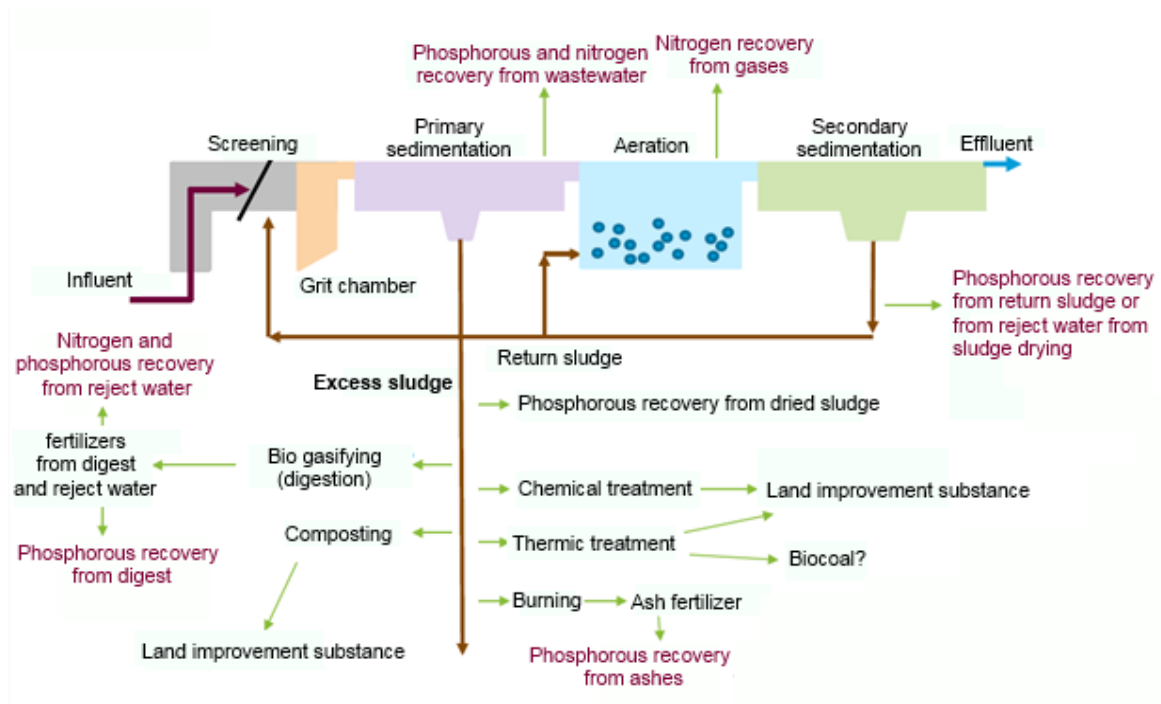 Phosphorous and nitrogen
recovery from wastewater
Nitrogen recovery
from gases
Screening
Primary
sedimentation
Aeration
Secondary
sedimentation
Effluent
Influent
Grit chamber
Phosphorous recovery
from return sludge or
from reject water from
sludge drying
Nitrogen and
phosphorous recovery
from reject water
Return sludge
Excess sludge
Phosphorous recovery from dried sludge
fertilizers
from digest
and reject water
Bio gasifying
(digestion)
Chemical treatment
Land improvement substance
Composting
Thermic treatment
Phosphorous recovery
from digest
Biocoal?
Burning
Ash fertilizer
Land improvement substance
Phosphorous recovery
from ashes